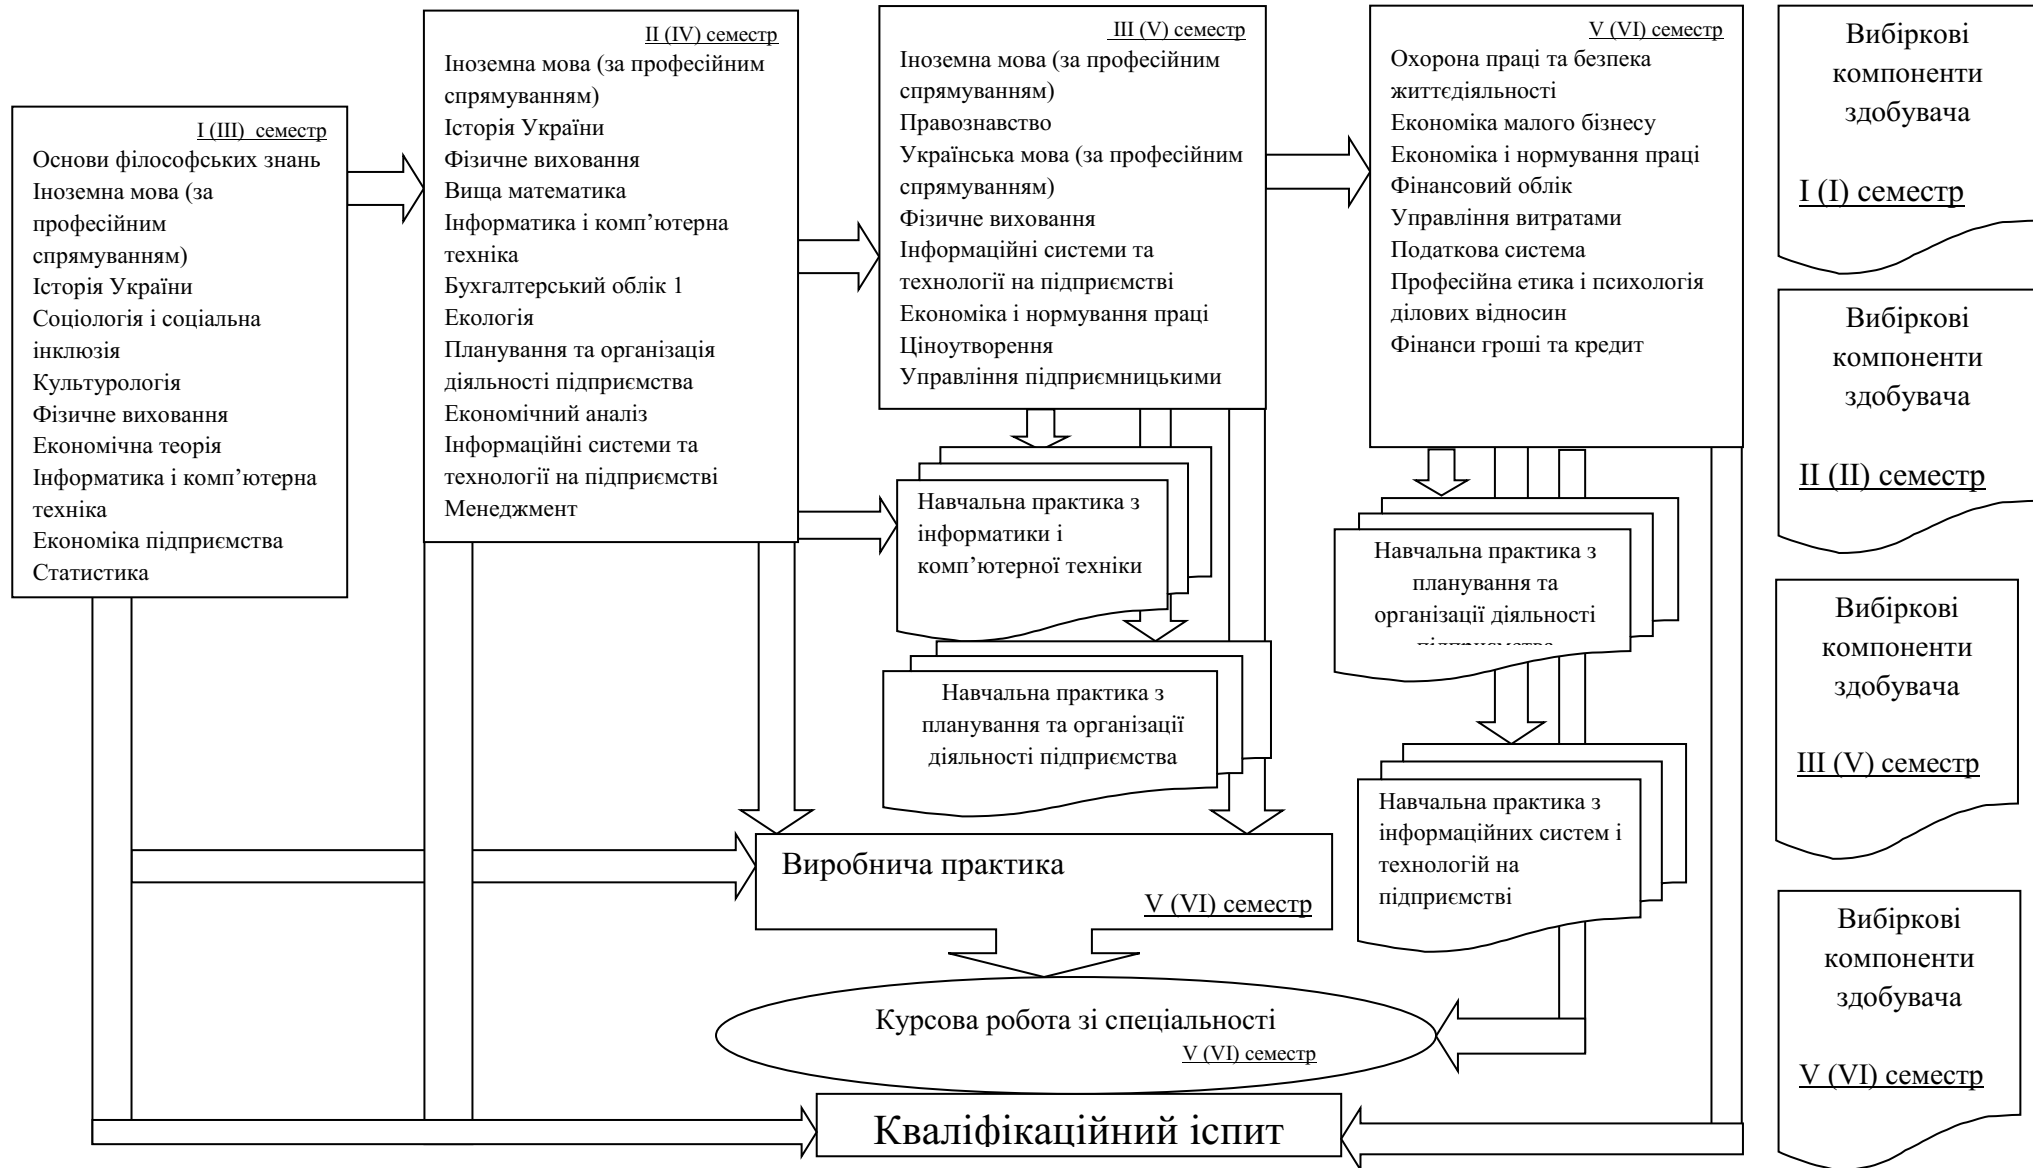 I (III) семестр
Основи філософських знань
Іноземна мова (за
професійним
спрямуванням)
Історія України
Соціологія і соціальна
інклюзія
Культурологія
Фізичне виховання
Економічна теорія
Інформатика і комп’ютерна
техніка
Економіка підприємства
Статистика
II (IV) семестр
Іноземна мова (за професійним
спрямуванням)
Історія України
Фізичне виховання
Вища математика
Інформатика і комп’ютерна
техніка
Бухгалтерський облік 1
Екологія
Планування та організація
діяльності підприємства
Економічний аналіз
Інформаційні системи та
технології на підприємстві
Менеджмент
III (V) семестр
Іноземна мова (за професійним
спрямуванням)
Правознавство
Українська мова (за професійним
спрямуванням)
Фізичне виховання
Інформаційні системи та
технології на підприємстві
Економіка і нормування праці
Ціноутворення
Управління підприємницькими
V (VI) семестр
Охорона праці та безпека
життєдіяльності
Економіка малого бізнесу
Економіка і нормування праці
Фінансовий облік
Управління витратами
Податкова система
Професійна етика і психологія
ділових відносин
Фінанси гроші та кредит
Навчальна практика з
інформатики і
комп’ютерної техніки
Навчальна практика з
планування та організації
діяльності підприємства
Навчальна практика з
планування та
організації діяльності
Навчальна практика з
інформаційних систем і
технологій на
підприємстві
Виробнича практика
V (VI) семестр
Курсова робота зі спеціальності
V (VI) семестр
Кваліфікаційний іспит
Вибіркові
компоненти
здобувача
I (I) семестр
Вибіркові
компоненти
здобувача
II (II) семестр
Вибіркові
компоненти
здобувача
III (V) семестр
Вибіркові
компоненти
здобувача
V (VI) семестр